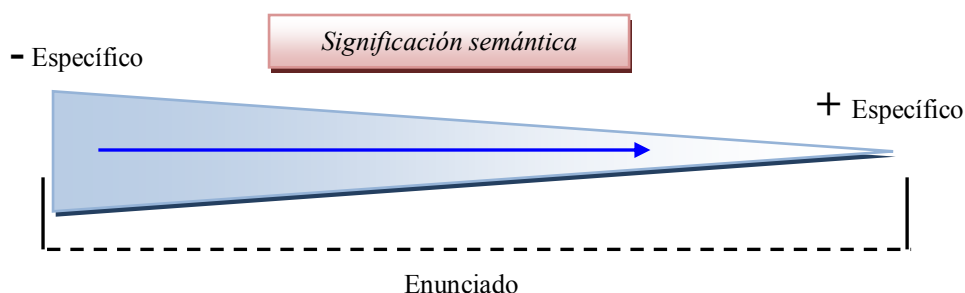 Significación semántica
- Específico
+ Específico
Enunciado